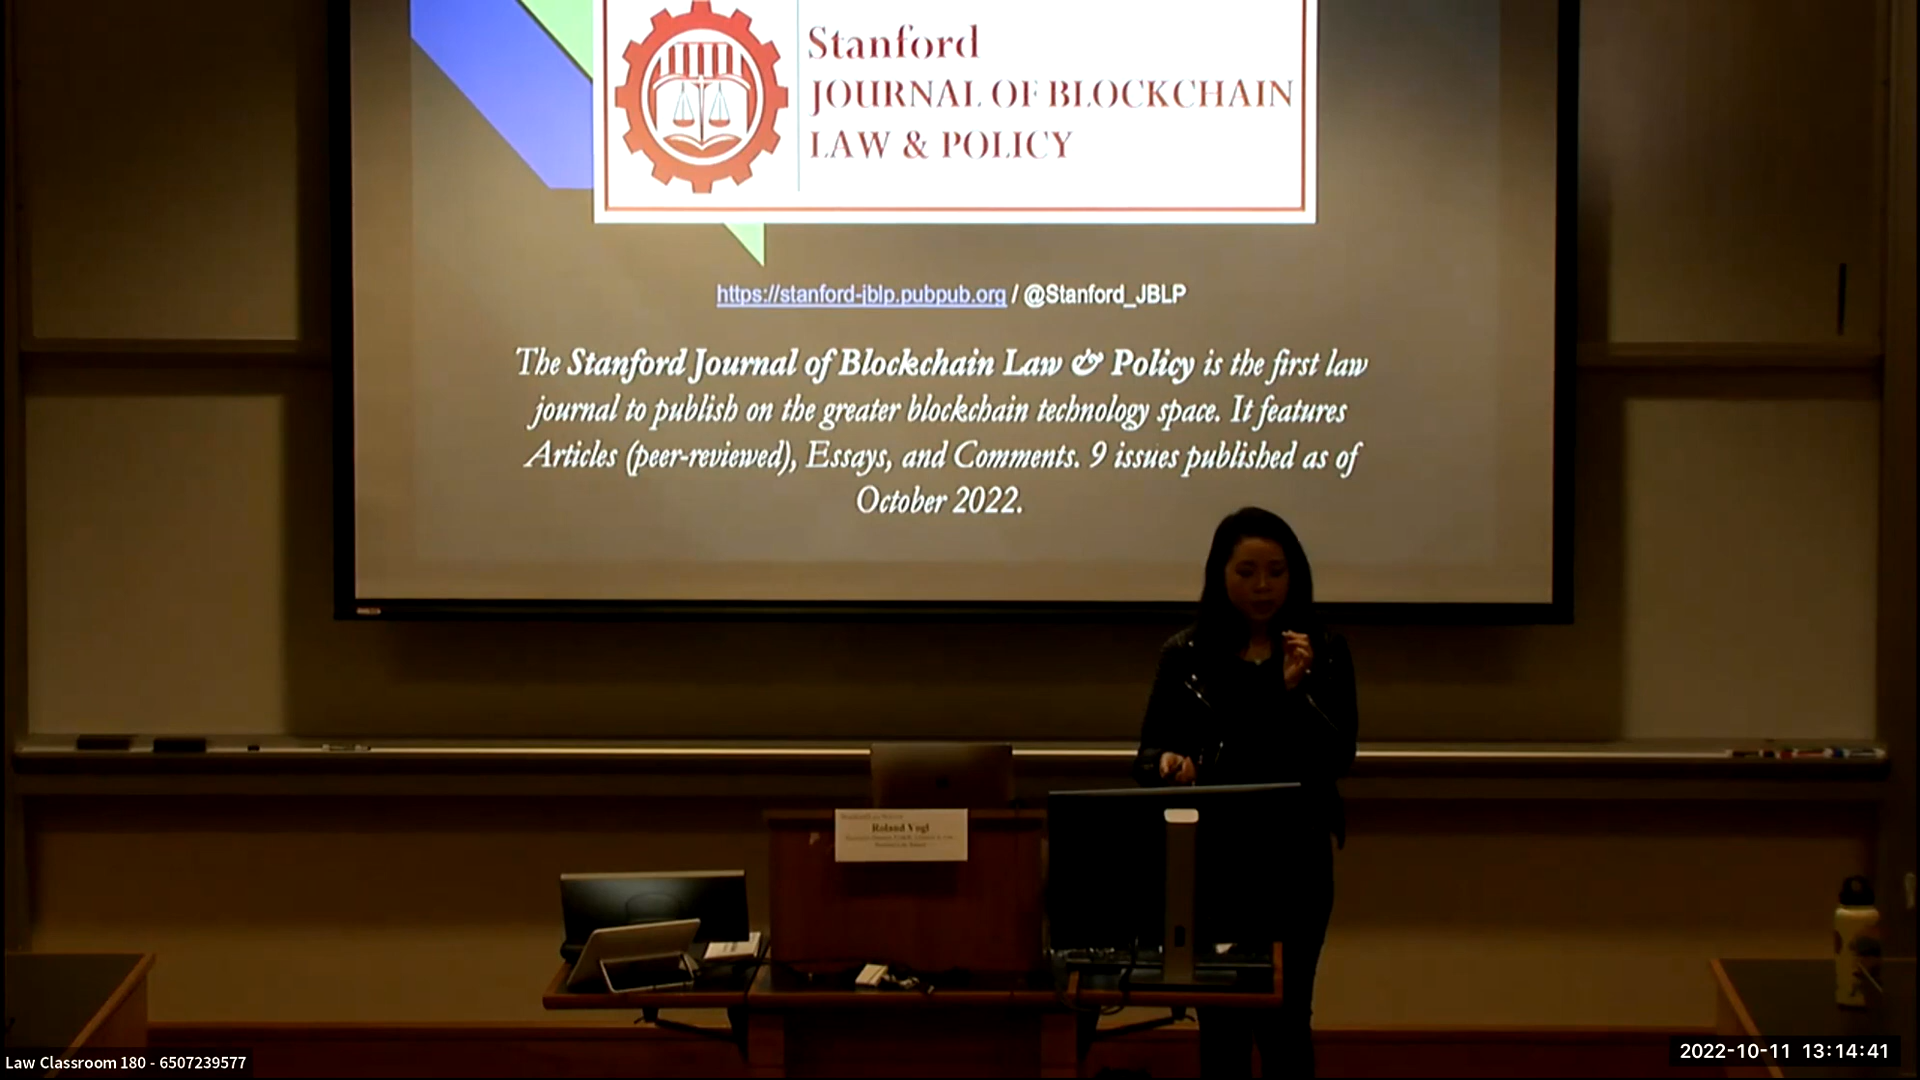 Stanford
JOURNAL OF BLOCKCHAIN
LAW & POLICY
https://stanford-jblp.pubpub.org / @Stanford_JBLP
The Stanford Journal of Blockchain Law & Policy is the first law
journal to publish on the greater blockchain technology space. It features
Articles (peer-reviewed), Essays, and Comments. 9 issues published as of
October 2022.
Roland Vogl
Law Classroom 180 - 6507239577
2022-10-11 13:14:41